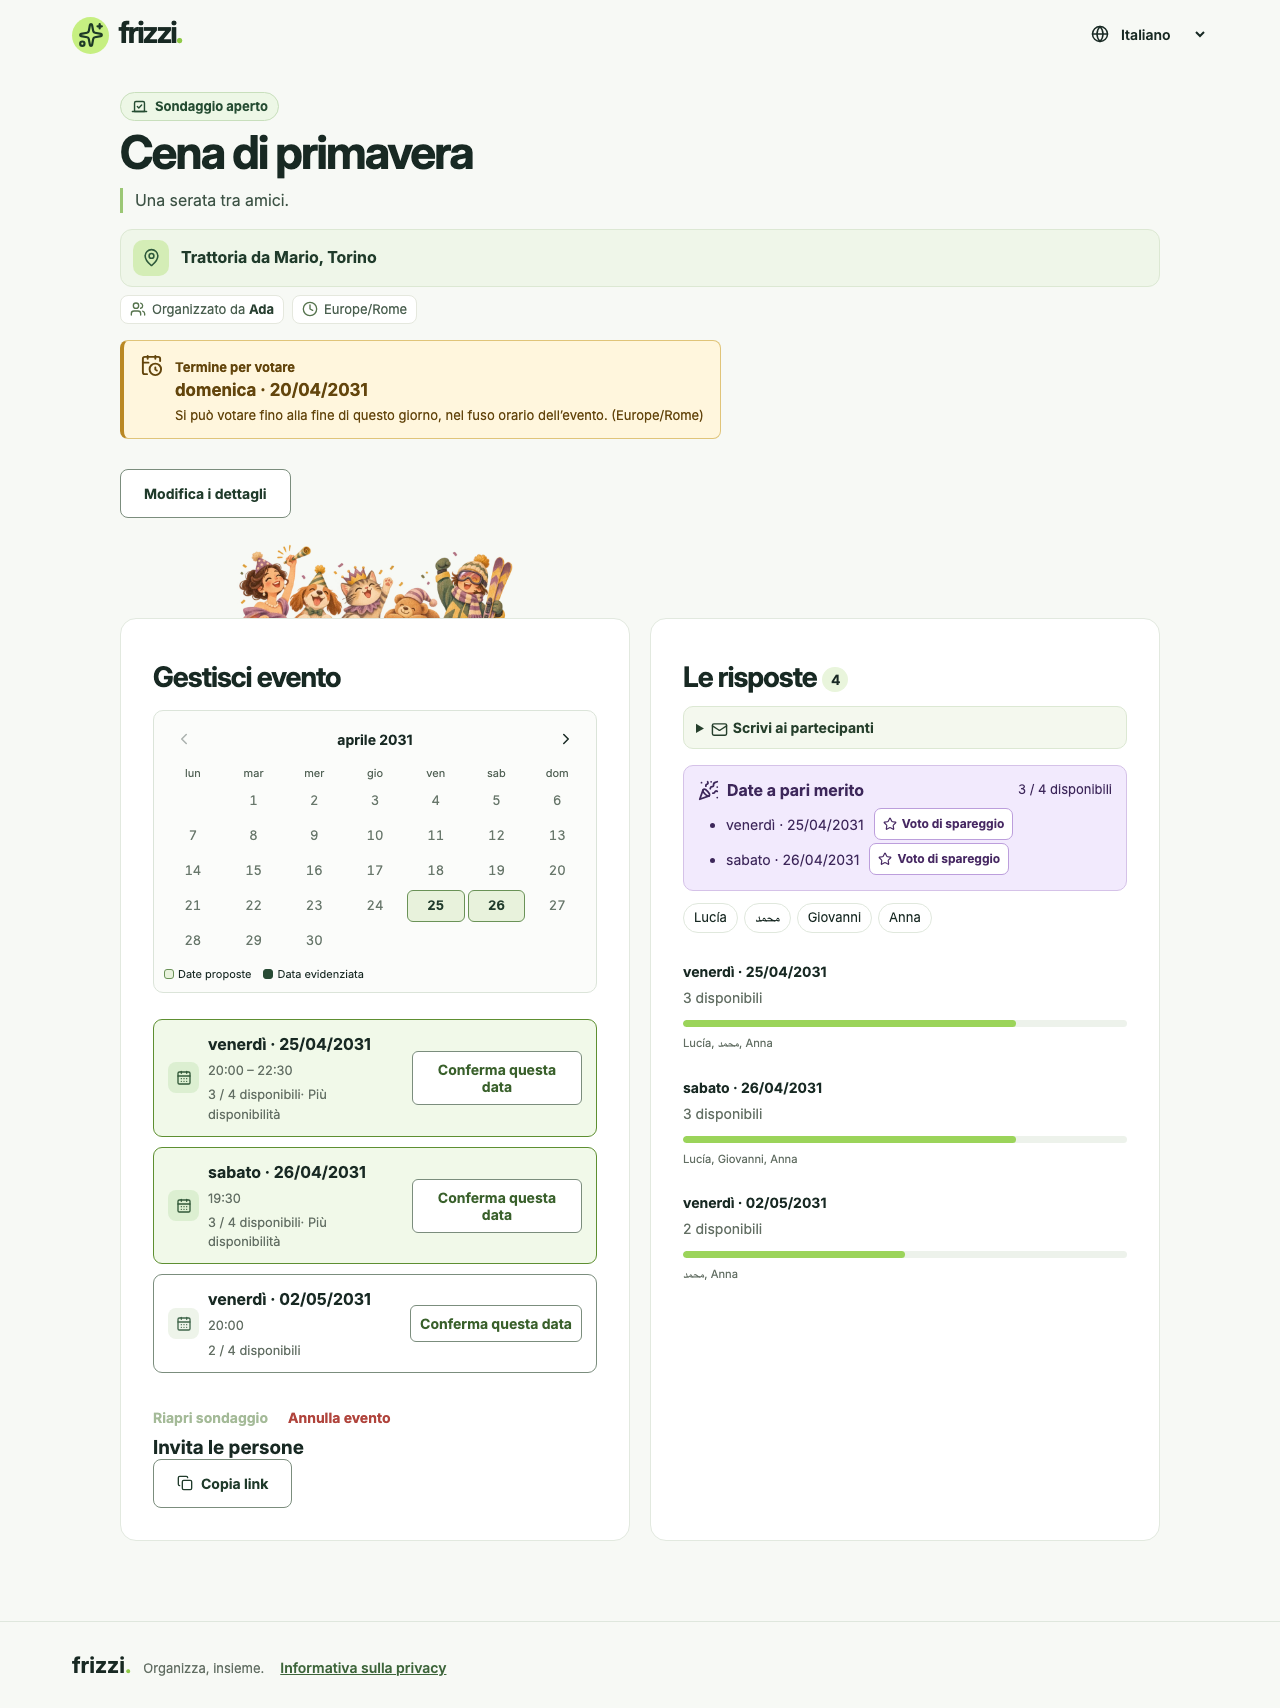 frizzi.
Italiano
Sondaggio aperto
Cena di primavera
Una serata tra amici.
Trattoria da Mario, Torino
Organizzato da Ada
Europe/Rome
Termine per votare
domenica · 20/04/2031
Si può votare fino alla fine di questo giorno, nel fuso orario dell’evento. (Europe/Rome)
Modifica i dettagli
Gestisci evento
aprile 2031
lun mar mer gio ven sab dom
1 2 3 4 5 6
7 8 9 10 11 12 13
14 15 16 17 18 19 20
21 22 23 24 25 26 27
28 29 30
Date proposte Data evidenziata
venerdì · 25/04/2031
20:00 – 22:30
3 / 4 disponibili· Più
disponibilità
Conferma questa
data
sabato · 26/04/2031
19:30
3 / 4 disponibili· Più
disponibilità
Conferma questa
data
venerdì · 02/05/2031
20:00
2 / 4 disponibili
Conferma questa data
Riapri sondaggio Annulla evento
Invita le persone
Copia link
Le risposte 4
Scrivi ai partecipanti
Date a pari merito 3 / 4 disponibili
venerdì · 25/04/2031 Voto di spareggio
sabato · 26/04/2031 Voto di spareggio
Lucía محمد Giovanni Anna
venerdì · 25/04/2031
3 disponibili
Lucía, محمد, Anna
sabato · 26/04/2031
3 disponibili
Lucía, Giovanni, Anna
venerdì · 02/05/2031
2 disponibili
محمد, Anna
frizzi. Organizza, insieme. Informativa sulla privacy